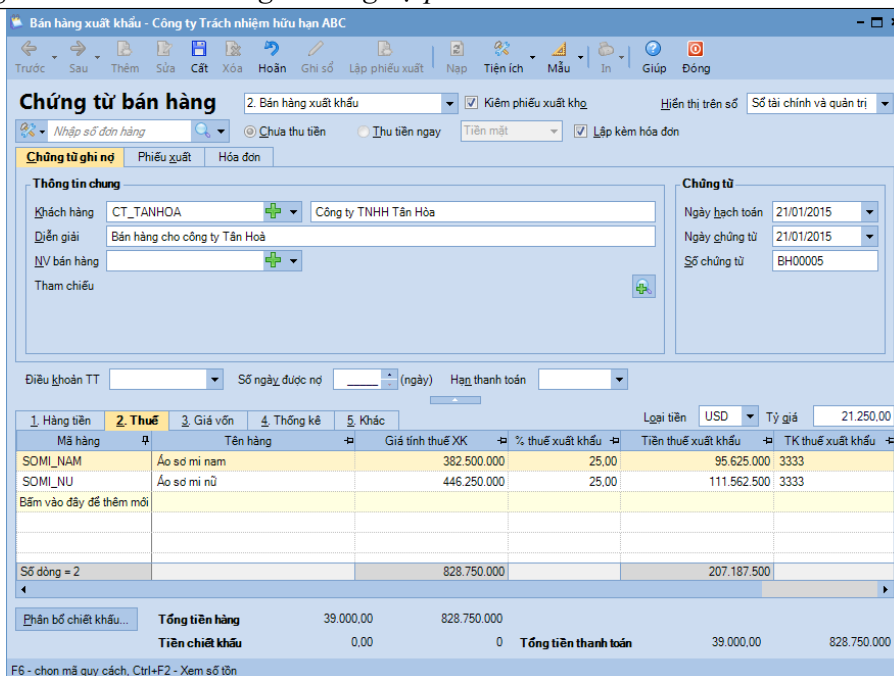 Bán hàng xuất khẩu - Công ty Trách nhiệm hữu hạn ABC
Trước Sau Thêm Sửa Cất Xóa Hoãn Ghi sổ Lập phiếu xuất Nạp Tiện ích Mẫu In Giúp Đóng
Chứng từ bán hàng 2. Bán hàng xuất khẩu Kiêm phiếu xuất kho Hiển thị trên sổ Sổ tài chính và quản trị
Nhập số đơn hàng Chưa thu tiền Thu tiền ngay Tiền mặt Lập kèm hóa đơn
Chứng từ ghi nợ Phiếu xuất Hóa đơn
Thông tin chung Chứng từ
Khách hàng CT_TANHOA Công ty TNHH Tân Hòa Ngày hạch toán 21/01/2015
Diễn giải Bán hàng cho công ty Tân Hoà Ngày chứng từ 21/01/2015
NV bán hàng Số chứng từ BH00005
Tham chiếu
Điều khoản TT Số ngày được nợ (ngày) Hạn thanh toán
1. Hàng tiền 2. Thuế 3. Giá vốn 4. Thống kê 5. Khác Loại tiền USD Tỷ giá 21.250,00
Mã hàng Tên hàng Giá tính thuế XK % thuế xuất khẩu Tiền thuế xuất khẩu TK thuế xuất khẩu
SOMI_NAM Áo sơ mi nam 382.500.000 25,00 95.625.000 3333
SOMI_NU Áo sơ mi nữ 446.250.000 25,00 111.562.500 3333
Bấm vào đây để thêm mới
Số dòng = 2 828.750.000 207.187.500
Phân bổ chiết khấu... Tổng tiền hàng 39.000,00 828.750.000
Tiền chiết khấu 0,00 0 Tổng tiền thanh toán 39.000,00 828.750.000
F6 - chọn mã quy cách, Ctrl+F2 - Xem số tồn